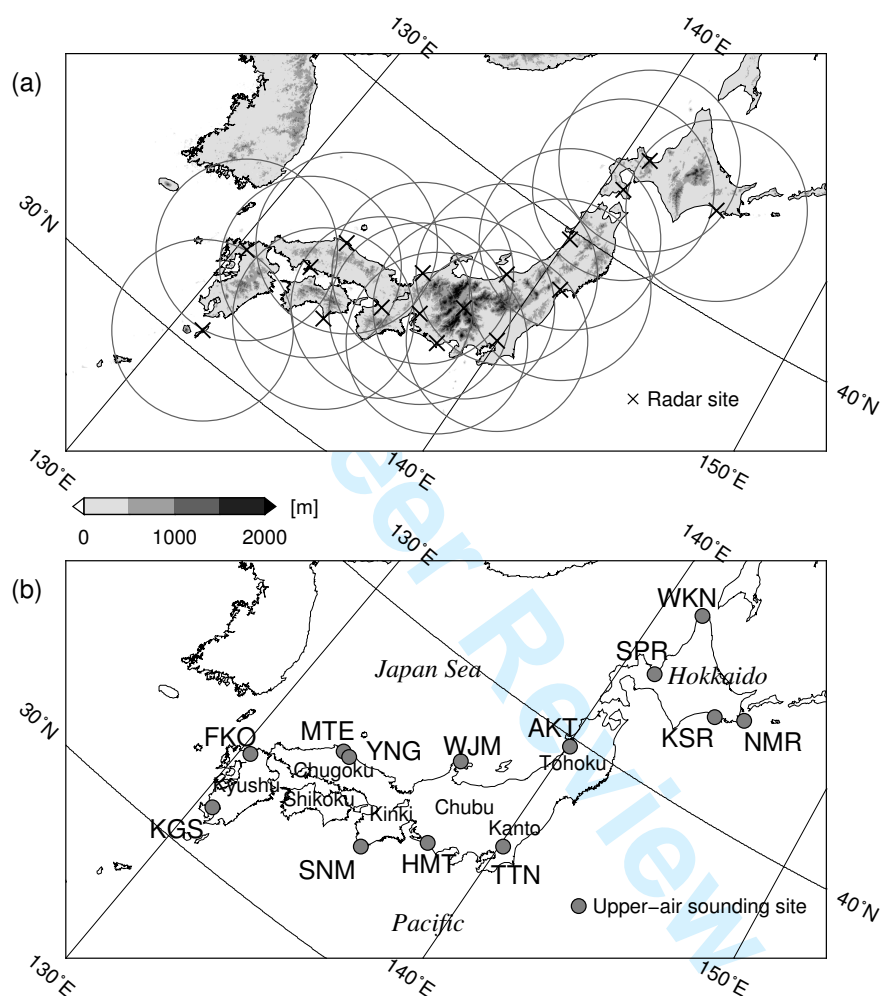 130˚E
140˚E
(a)
30˚N
× Radar site
40˚N
130˚E
140˚E
150˚E
[m]
0 1000 2000
130˚E
140˚E
(b)
WKN
SPR
Japan Sea
Hokkaido
30˚N
FKO MTE YNG WJM AKT KSR NMR
Tohoku
Chugoku
Kyushu
Shikoku
Kinki
Chubu
KGS
Kanto
SNM HMT TTN
Upper−air sounding site
Pacific
40˚N
130˚E
140˚E
150˚E
eer Review